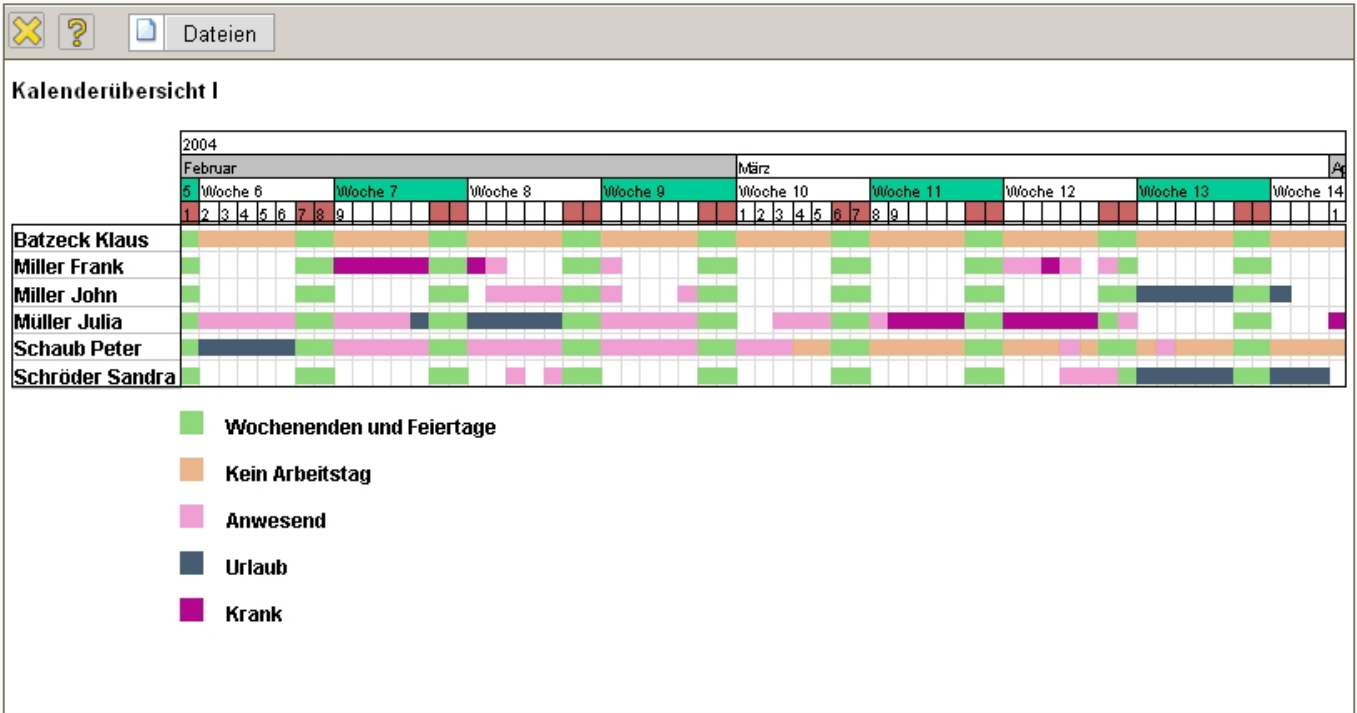 Dateien
Kalenderübersicht I
2004
Februar März
5 Woche 6 Woche 7 Woche 8 Woche 9 Woche 10 Woche 11 Woche 12 Woche 13 Woche 14
1 2 3 4 5 6 7 8 9 1 2 3 4 5 6 7 8 9 1
Batzeck Klaus
Miller Frank
Miller John
Müller Julia
Schaub Peter
Schröder Sandra
Wochenenden und Feiertage
Kein Arbeitstag
Anwesend
Urlaub
Krank